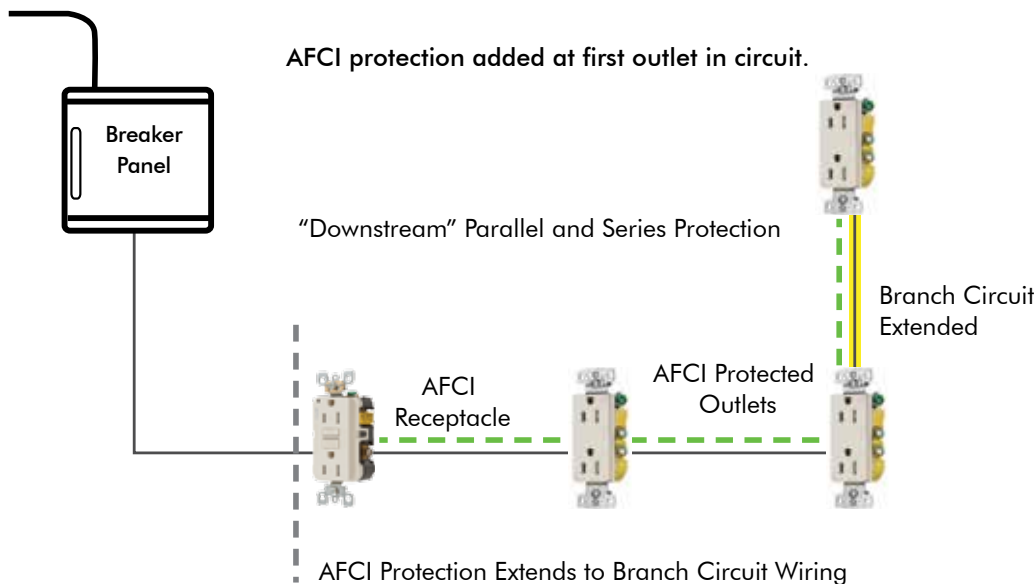 AFCI protection added at first outlet in circuit.
Breaker
Panel
“Downstream” Parallel and Series Protection
Branch Circuit
Extended
AFCI
Receptacle
AFCI Protected
Outlets
AFCI Protection Extends to Branch Circuit Wiring